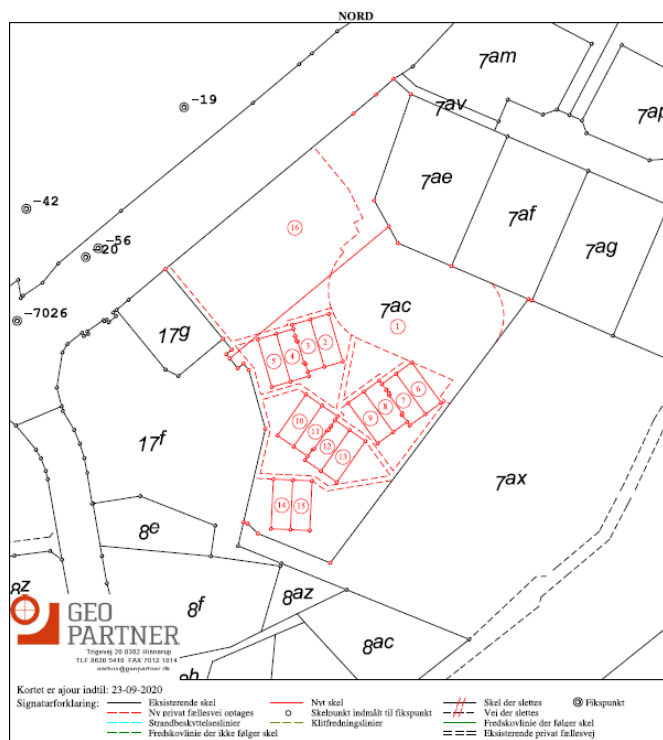 NORD
7am
-19
7av
7ap
7ae
7af
-42
16
7ag
-56
-20
7ac
-7026
1
17g
3
2
4
5
6
7
8
9
10
11
17f
12
13
7ax
14
15
8e
8z
8az
8f
8ac
GEO
PARTNER
Trigevej 20 8382 Hinnerup
TLF 8620 5410 FAX 7012 1014
aarhus@geopartner.dk
Kortet er ajour indtil: 23-09-2020
Signaturforklaring: Eksisterende skel Nyt skel Skel der slettes Fikspunkt
Ny privat fællesvej optages Skelpunkt indmålt til fikspunkt Vej der slettes
Strandbeskyttelseslinier Klitfredningslinier Fredskovlinie der følger skel
Fredskovlinie der ikke følger skel Eksisterende privat fællesvej